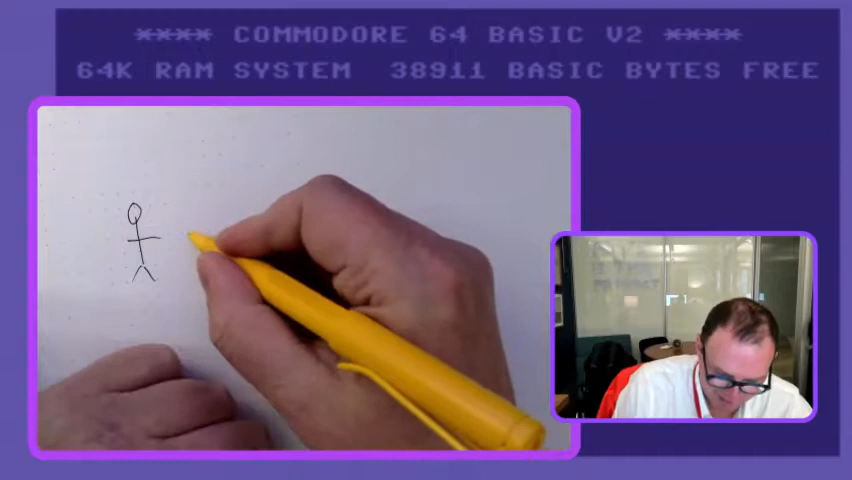 **** COMMODORE 64 BASIC V2 ****
64K RAM SYSTEM 38911 BASIC BYTES FREE